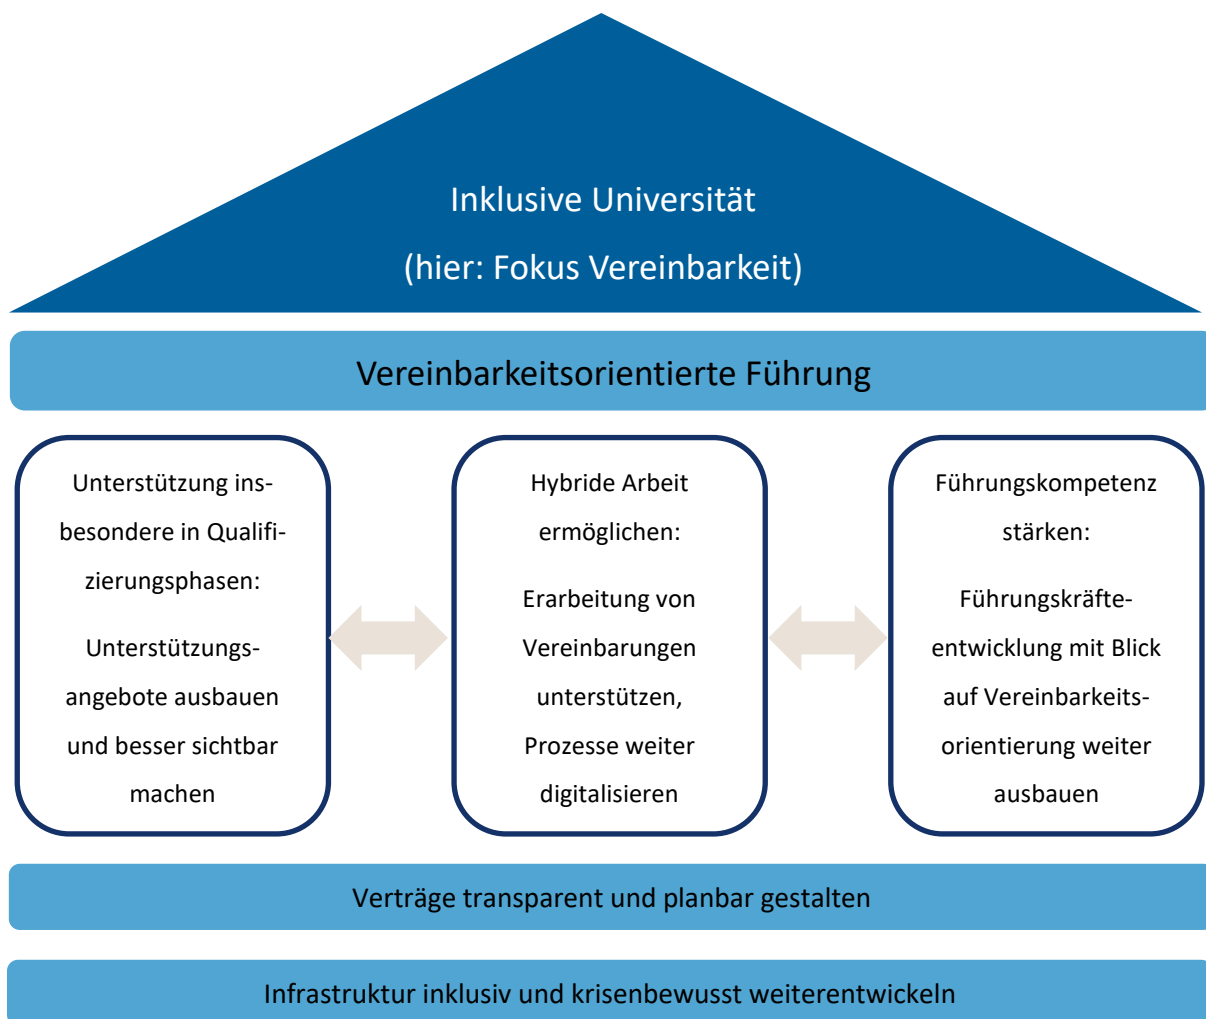 Inklusive Universität
(hier: Fokus Vereinbarkeit)
Vereinbarkeitsorientierte Führung
Unterstützung ins-
besondere in Qualifi-
zierungsphasen:
Unterstützungs-
angebote ausbauen
und besser sichtbar
machen
Hybride Arbeit
ermöglichen:
Erarbeitung von
Vereinbarungen
unterstützen,
Prozesse weiter
digitalisieren
Führungskompetenz
stärken:
Führungskräfte-
entwicklung mit Blick
auf Vereinbarkeits-
orientierung weiter
ausbauen
Verträge transparent und planbar gestalten
Infrastruktur inklusiv und krisenbewusst weiterentwickeln